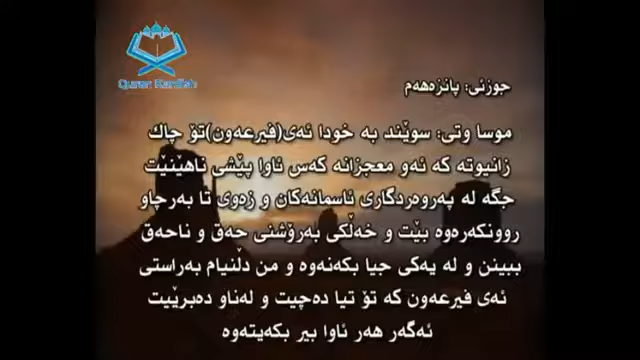 Quran Kurdish
جوزئی: پانزەهەم
موسا وتی: سوێند بە خودا ئەی(فیرعەون)تۆ چاك
زانیوتە کە ئەو معجزانە کەس ئاوا پێشی ناهێنێت
جگە لە پەروەردگاری ئاسمانەکان و زەوی تا بەرچاو
روونکەرەوە بێت و خەڵکی بەرۆشنی حەق و ناحەق
ببینن و لە یەکی جیا بکەنەوە و من دڵنیام بەراستی
ئەی فیرعەون کە تۆ تیا دەچیت و لەناو دەبرێیت
ئەگەر هەر ئاوا بیر بکەیتەوە